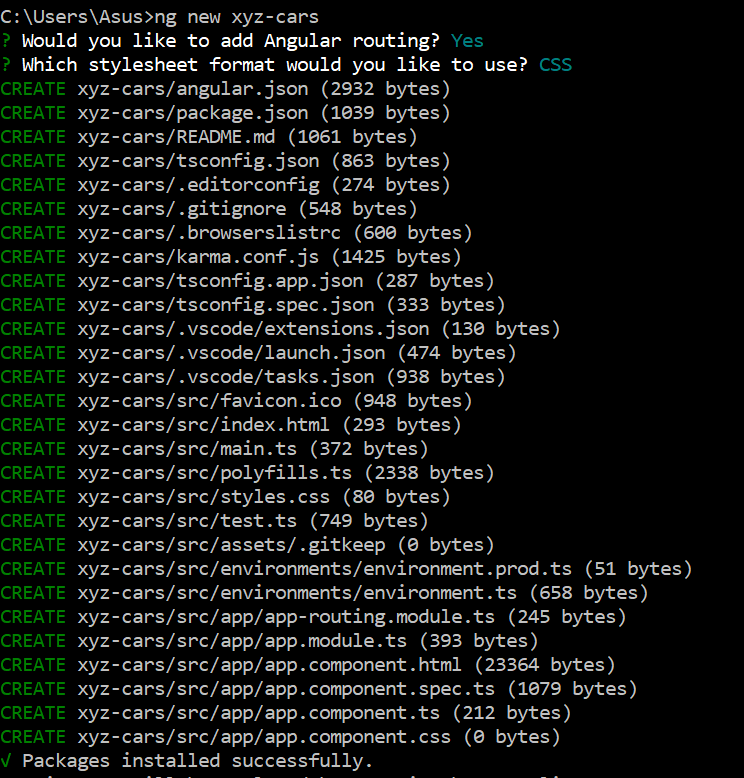 C:\Users\Asus>ng new xyz-cars
? Would you like to add Angular routing? Yes
? Which stylesheet format would you like to use? CSS
CREATE xyz-cars/angular.json (2932 bytes)
CREATE xyz-cars/package.json (1039 bytes)
CREATE xyz-cars/README.md (1061 bytes)
CREATE xyz-cars/tsconfig.json (863 bytes)
CREATE xyz-cars/.editorconfig (274 bytes)
CREATE xyz-cars/.gitignore (548 bytes)
CREATE xyz-cars/.browserslistrc (600 bytes)
CREATE xyz-cars/karma.conf.js (1425 bytes)
CREATE xyz-cars/tsconfig.app.json (287 bytes)
CREATE xyz-cars/tsconfig.spec.json (333 bytes)
CREATE xyz-cars/.vscode/extensions.json (130 bytes)
CREATE xyz-cars/.vscode/launch.json (474 bytes)
CREATE xyz-cars/.vscode/tasks.json (938 bytes)
CREATE xyz-cars/src/favicon.ico (948 bytes)
CREATE xyz-cars/src/index.html (293 bytes)
CREATE xyz-cars/src/main.ts (372 bytes)
CREATE xyz-cars/src/polyfills.ts (2338 bytes)
CREATE xyz-cars/src/styles.css (80 bytes)
CREATE xyz-cars/src/test.ts (749 bytes)
CREATE xyz-cars/src/assets/.gitkeep (0 bytes)
CREATE xyz-cars/src/environments/environment.prod.ts (51 bytes)
CREATE xyz-cars/src/environments/environment.ts (658 bytes)
CREATE xyz-cars/src/app/app-routing.module.ts (245 bytes)
CREATE xyz-cars/src/app/app.module.ts (393 bytes)
CREATE xyz-cars/src/app/app.component.html (23364 bytes)
CREATE xyz-cars/src/app/app.component.spec.ts (1079 bytes)
CREATE xyz-cars/src/app/app.component.ts (212 bytes)
CREATE xyz-cars/src/app/app.component.css (0 bytes)
√ Packages installed successfully.